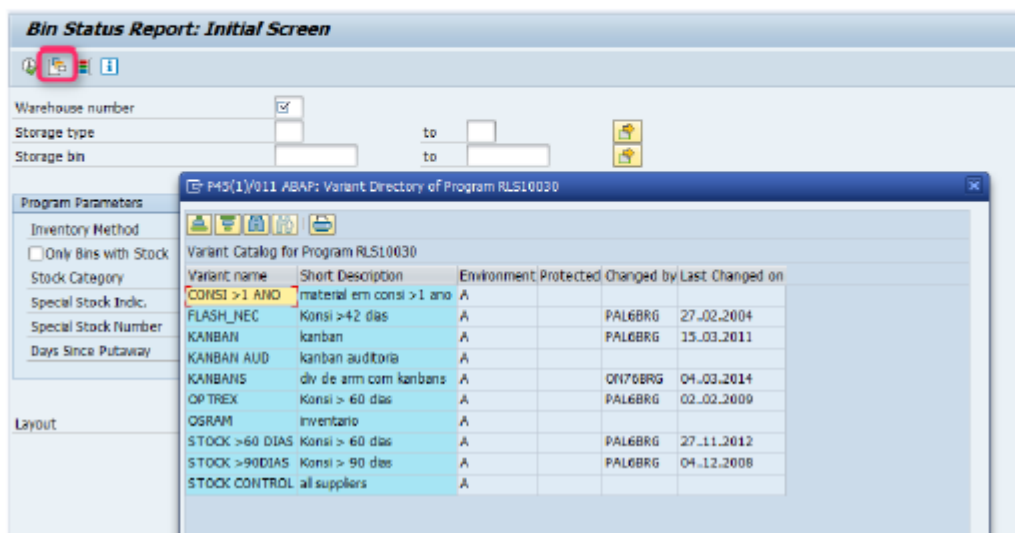 Bin Status Report: Initial Screen
Warehouse number
Storage type to
Storage bin to
P45(1)/011 ABAP: Variant Directory of Program RLS10030
Program Parameters
Inventory Method
Only Bins with Stock
Stock Category
Special Stock Indic.
Special Stock Number
Days Since Putaway
Layout
Variant Catalog for Program RLS10030
Variant name Short Description Environment Protected Changed by Last Changed on
CONSI >1 ANO material em consi >1 ano A
FLASH_NEC Konsi >42 dias A PAL6BRG 27.02.2004
KANBAN kanban A PAL6BRG 15.03.2011
KANBAN AUD kanban auditoria A
KANBANS div de arm com kanbans A ON76BRG 04.03.2014
OPTREX Konsi > 60 dias A PAL6BRG 02.02.2009
OSRAM inventario A
STOCK >60 DIAS Konsi > 60 dias A PAL6BRG 27.11.2012
STOCK >90DIAS Konsi > 90 dias A PAL6BRG 04.12.2008
STOCK CONTROL all suppliers A